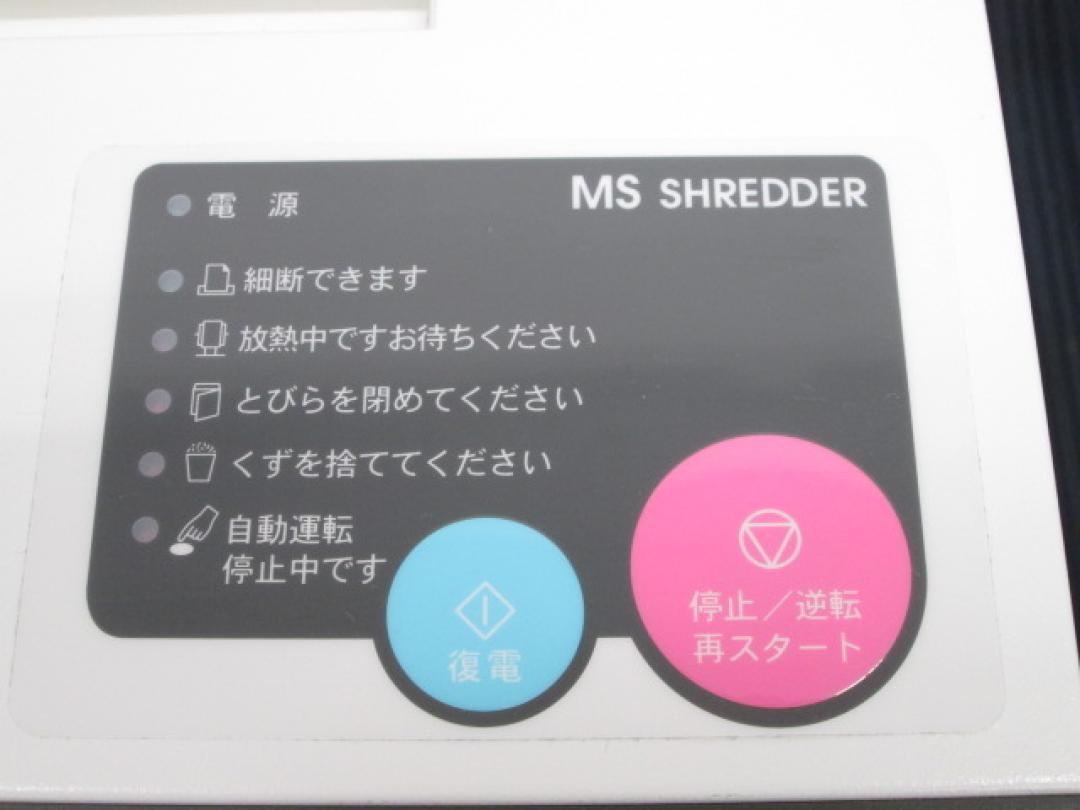 MS SHREDDER
電 源
細断できます
放熱中ですお待ちください
とびらを閉めてください
くずを捨ててください
自動運転
停止中です
復電
停止/逆転
再スタート